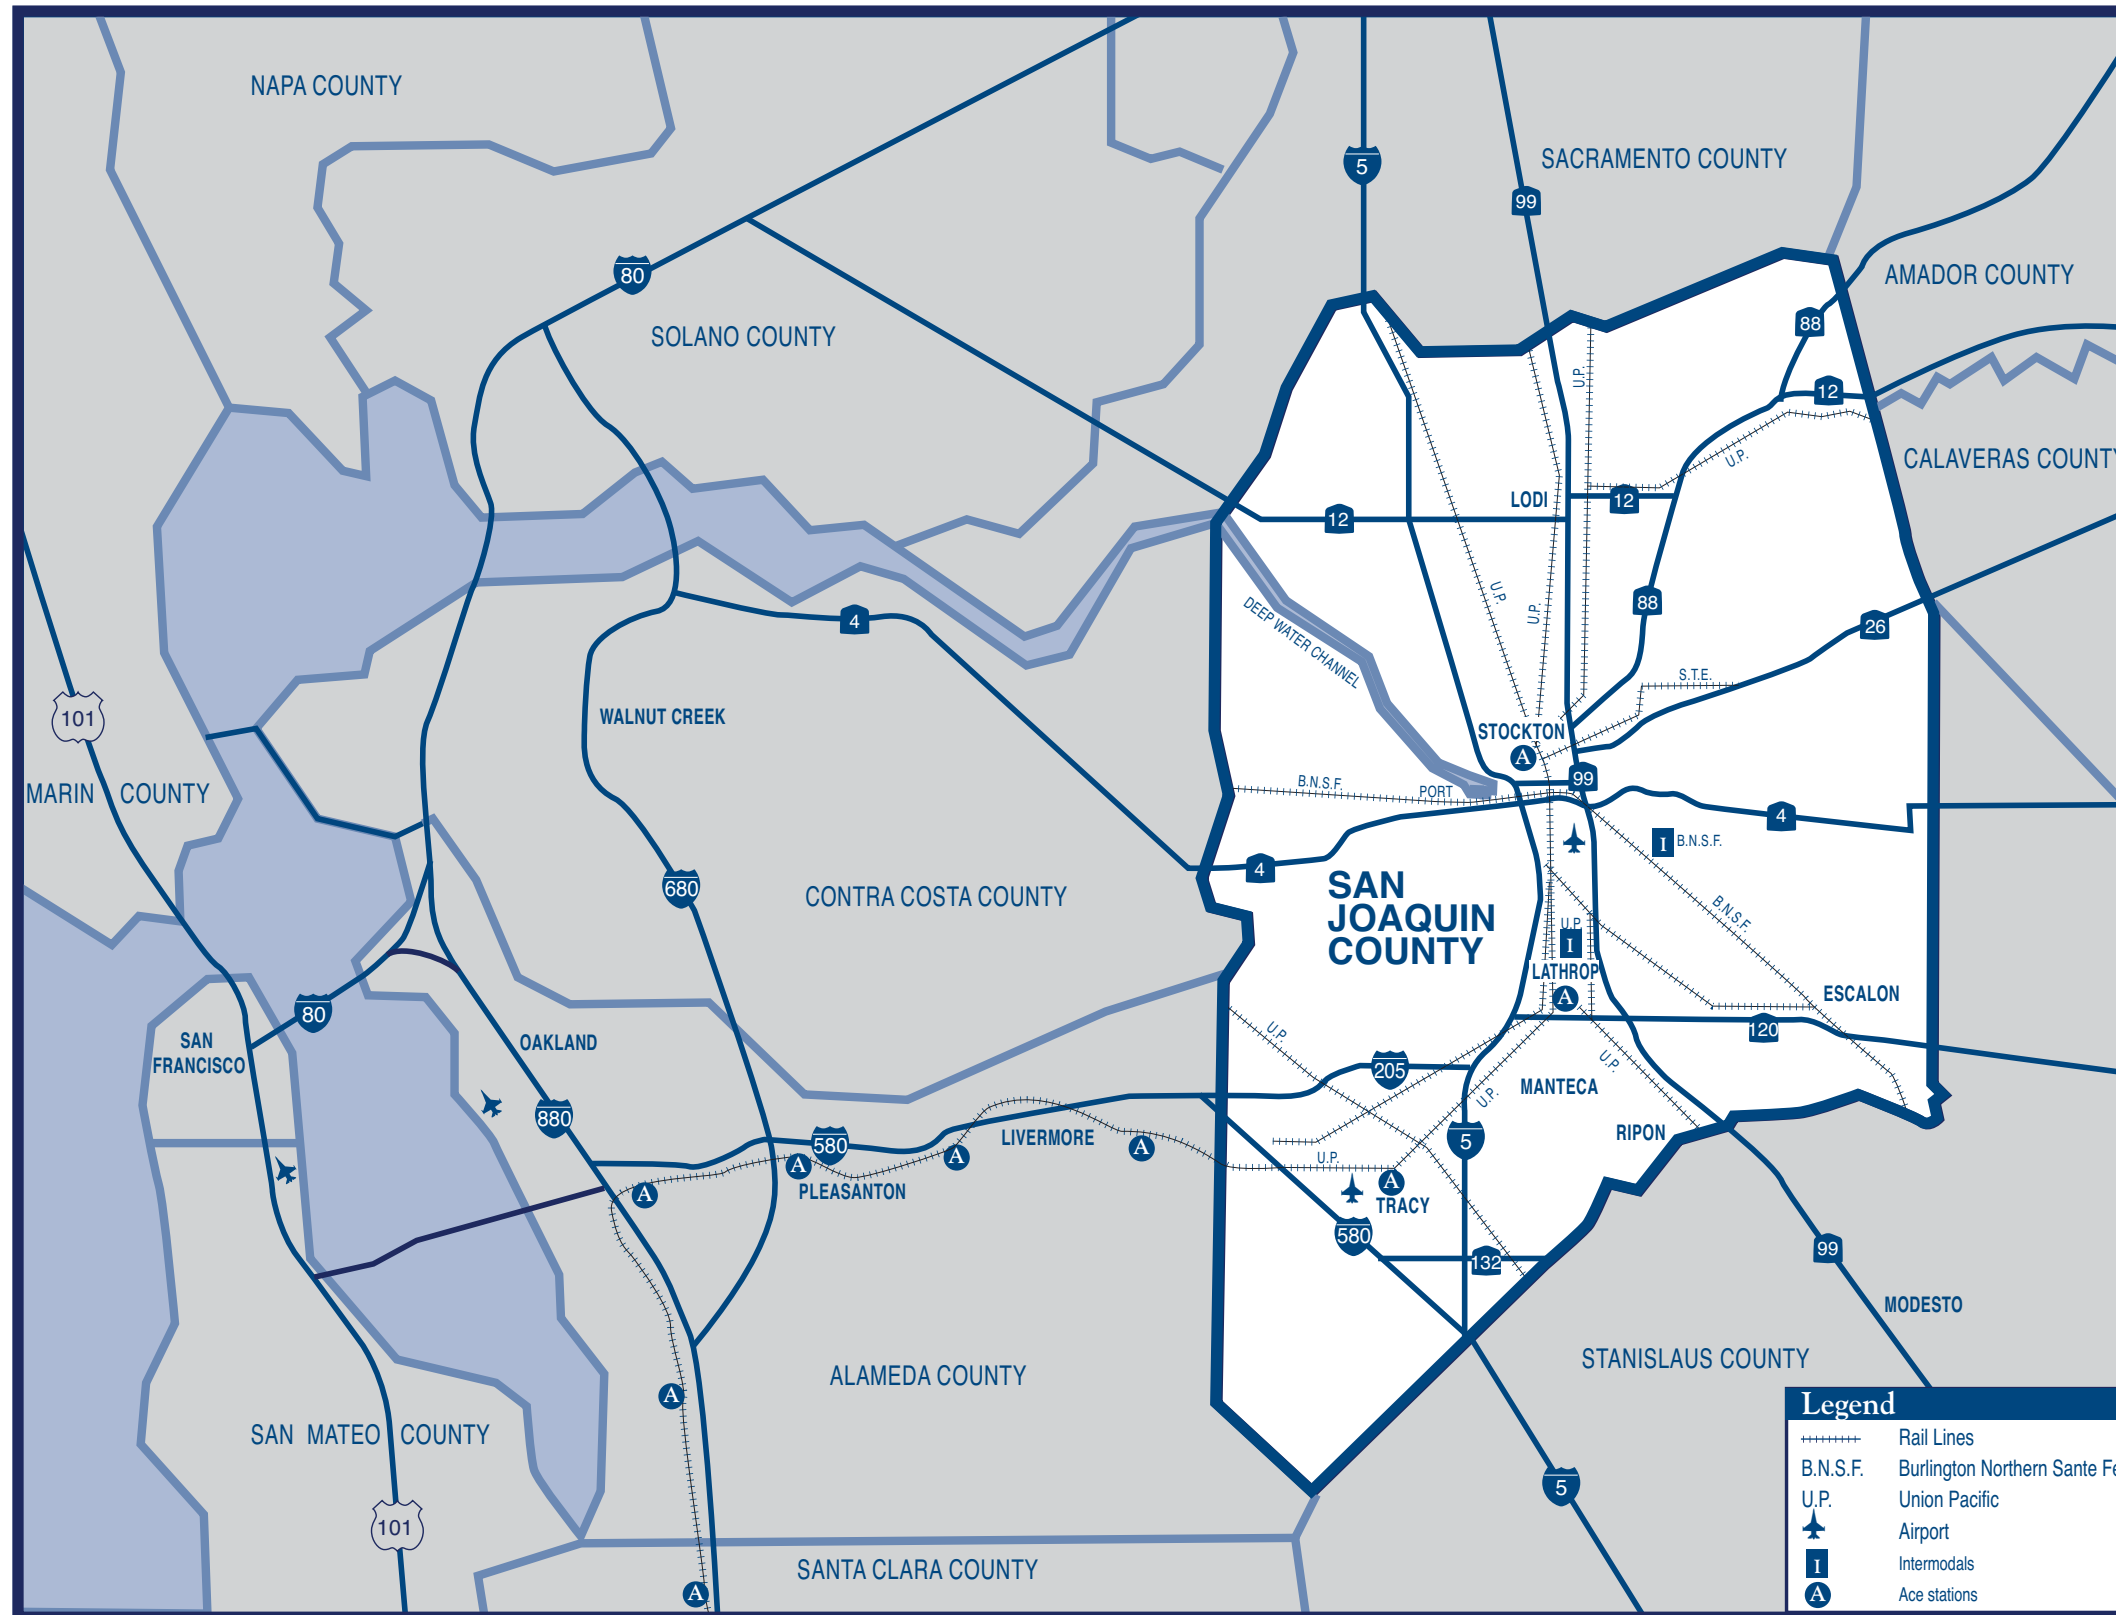 NAPA COUNTY
5
SACRAMENTO COUNTY
99
80
AMADOR COUNTY
SOLANO COUNTY
88
U.P.
12
U.P.
CALAVERAS COUNTY
LODI
12
12
U.P.
U.P.
88
DEEP WATER CHANNEL
4
26
S.T.E.
101
WALNUT CREEK
STOCKTON
A
99
MARIN COUNTY
B.N.S.F.
PORT
4
I
B.N.S.F.
4
680
CONTRA COSTA COUNTY
SAN
JOAQUIN
COUNTY
B.N.S.F.
U.P.
I
LATHROP
A
ESCALON
80
U.P.
120
SAN
FRANCISCO
OAKLAND
205
U.P.
MANTECA
U.P.
880
580
LIVERMORE
RIPON
5
A
A
A
U.P.
A
A
PLEASANTON
TRACY
580
99
132
MODESTO
ALAMEDA COUNTY
STANISLAUS COUNTY
A
SAN MATEO COUNTY
5
101
SANTA CLARA COUNTY
A
Legend
Rail Lines
B.N.S.F. Burlington Northern Sante Fe
U.P. Union Pacific
Airport
I Intermodals
A Ace stations